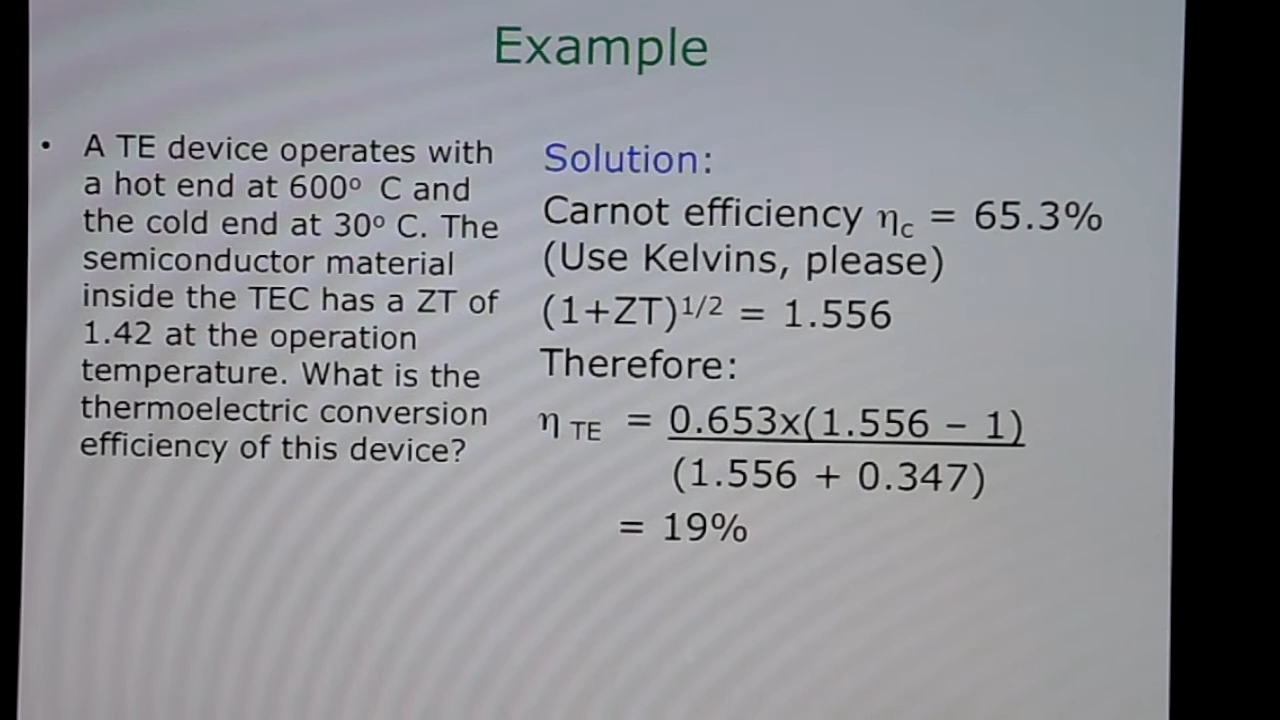 Example
• A TE device operates with
a hot end at 600º C and
the cold end at 30º C. The
semiconductor material
inside the TEC has a ZT of
1.42 at the operation
temperature. What is the
thermoelectric conversion
efficiency of this device?
Solution:
Carnot efficiency ηc = 65.3%
(Use Kelvins, please)
(1+ZT)1/2 = 1.556
Therefore:
η TE = 0.653x(1.556 – 1)
(1.556 + 0.347)
= 19%